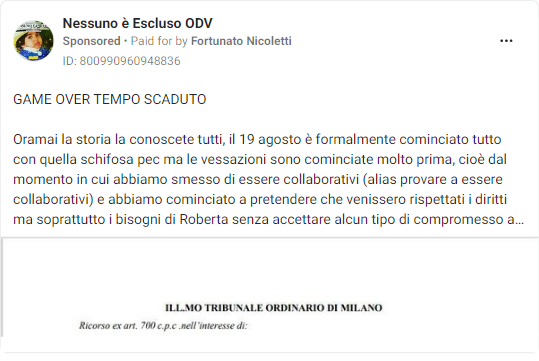 Nessuno è Escluso ODV
Sponsored • Paid for by Fortunato Nicoletti
ID: 800990960948836
GAME OVER TEMPO SCADUTO
Oramai la storia la conoscete tutti, il 19 agosto è formalmente cominciato tutto
con quella schifosa pec ma le vessazioni sono cominciate molto prima, cioè dal
momento in cui abbiamo smesso di essere collaborativi (alias provare a essere
collaborativi) e abbiamo cominciato a pretendere che venissero rispettati i diritti
ma soprattutto i bisogni di Roberta senza accettare alcun tipo di compromesso a...
ILL.MO TRIBUNALE ORDINARIO DI MILANO
Ricorso ex art. 700 c.p.c .nell'interesse di: